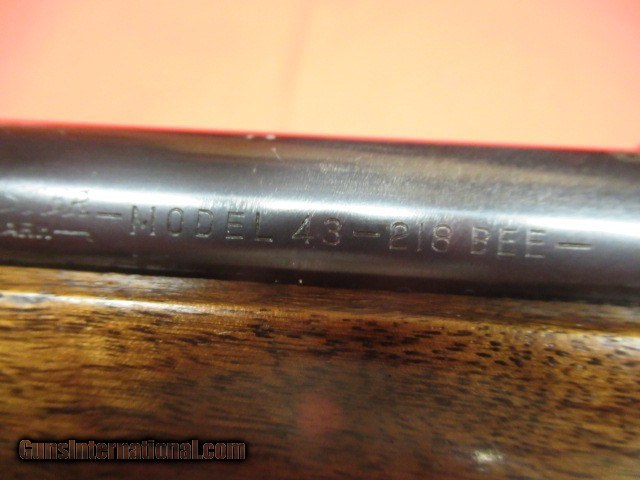 -MODEL 43-218 BEE-
GunsInternational.com